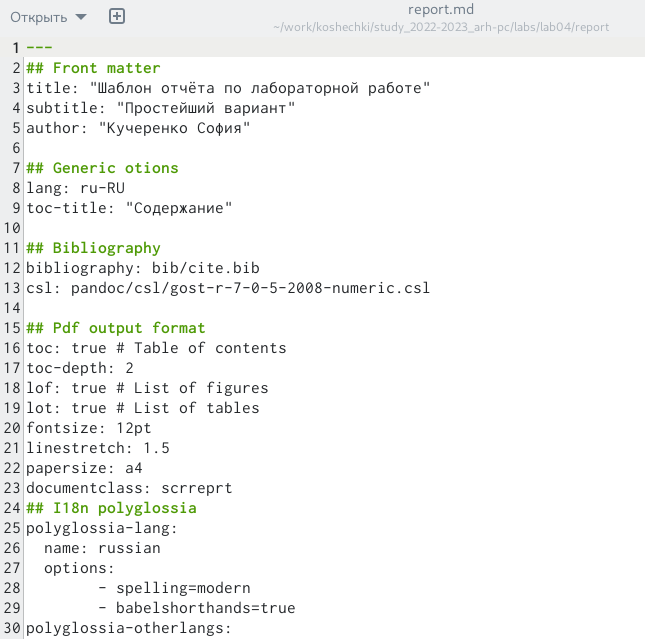 Открыть
report.md
~/work/koshechki/study_2022-2023_arh-pc/labs/lab04/report
1 ---
2 ## Front matter
3 title: "Шаблон отчёта по лабораторной работе"
4 subtitle: "Простейший вариант"
5 author: "Кучеренко София"
6
7 ## Generic otions
8 lang: ru-RU
9 toc-title: "Содержание"
10
11 ## Bibliography
12 bibliography: bib/cite.bib
13 csl: pandoc/csl/gost-r-7-0-5-2008-numeric.csl
14
15 ## Pdf output format
16 toc: true # Table of contents
17 toc-depth: 2
18 lof: true # List of figures
19 lot: true # List of tables
20 fontsize: 12pt
21 linestretch: 1.5
22 papersize: a4
23 documentclass: scrreprt
24 ## I18n polyglossia
25 polyglossia-lang:
26   name: russian
27   options:
28         - spelling=modern
29         - babelshorthands=true
30 polyglossia-otherlangs: